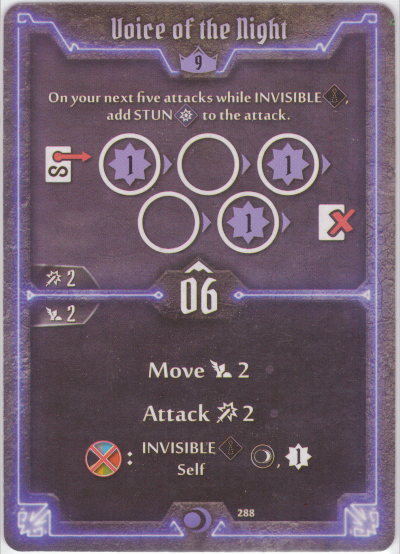 Voice of the Night
9
On your next five attacks while INVISIBLE,
add STUN to the attack.
1 1
1
2
06
2
Move 2
Attack 2
: INVISIBLE , 1
Self
288